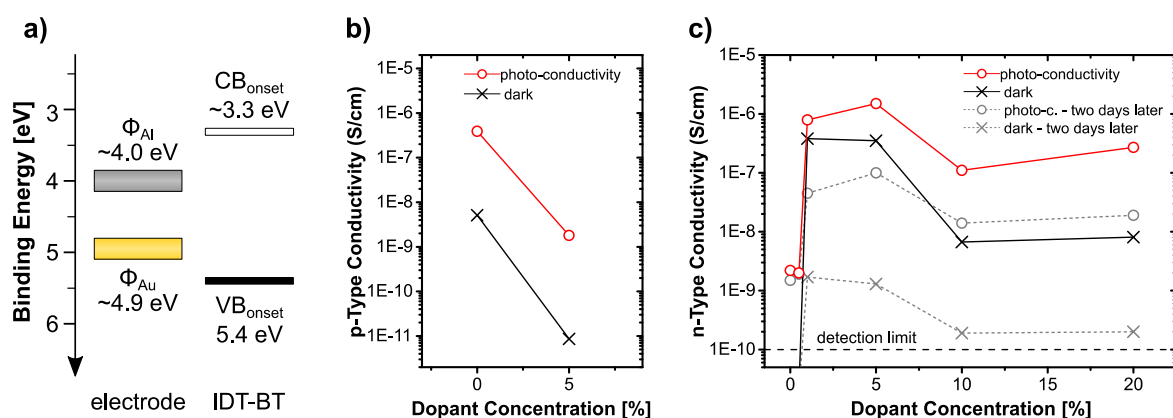 a)
Binding Energy [eV]
3
4
5
6
CB_onset
~3.3 eV
Φ_Al
~4.0 eV
Φ_Au
~4.9 eV
VB_onset
5.4 eV
electrode
IDT-BT
b)
p-Type Conductivity (S/cm)
1E-5
1E-6
1E-7
1E-8
1E-9
1E-10
1E-11
photo-conductivity
dark
0
5
Dopant Concentration [%]
c)
n-Type Conductivity (S/cm)
1E-5
1E-6
1E-7
1E-8
1E-9
1E-10
photo-conductivity
dark
photo-c. - two days later
dark - two days later
detection limit
0
5
10
15
20
Dopant Concentration [%]